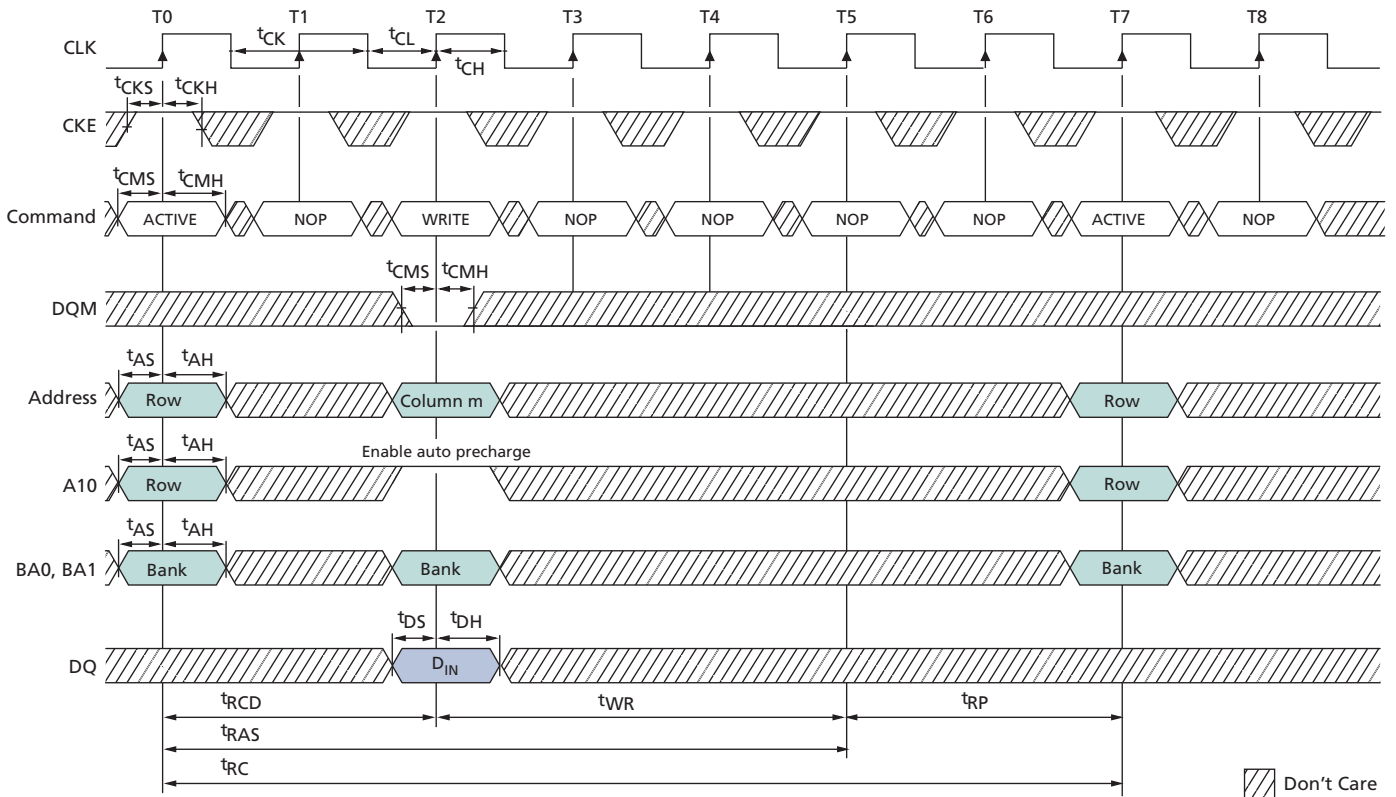 T0 T1 T2 T3 T4 T5 T6 T7 T8
CLK
tCK tCL
tCH
tCKS tCKH
CKE
tCMS tCMH
Command ACTIVE NOP WRITE NOP NOP NOP NOP ACTIVE NOP
tCMS tCMH
DQM
tAS tAH
Address Row Column m Row
tAS tAH Enable auto precharge
A10 Row Row
tAS tAH
BA0, BA1 Bank Bank Bank
tDS tDH
DQ DIN
tRCD tWR tRP
tRAS
tRC
Don't Care